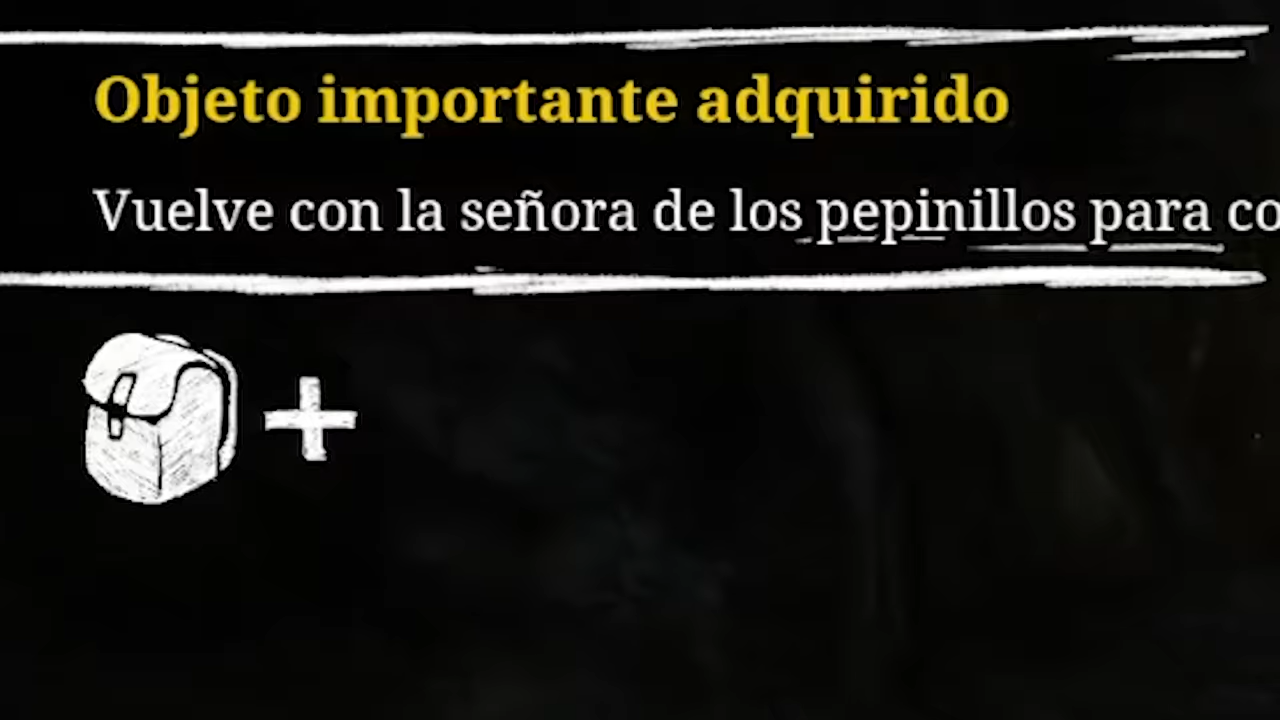 Objeto importante adquirido
Vuelve con la señora de los pepinillos para